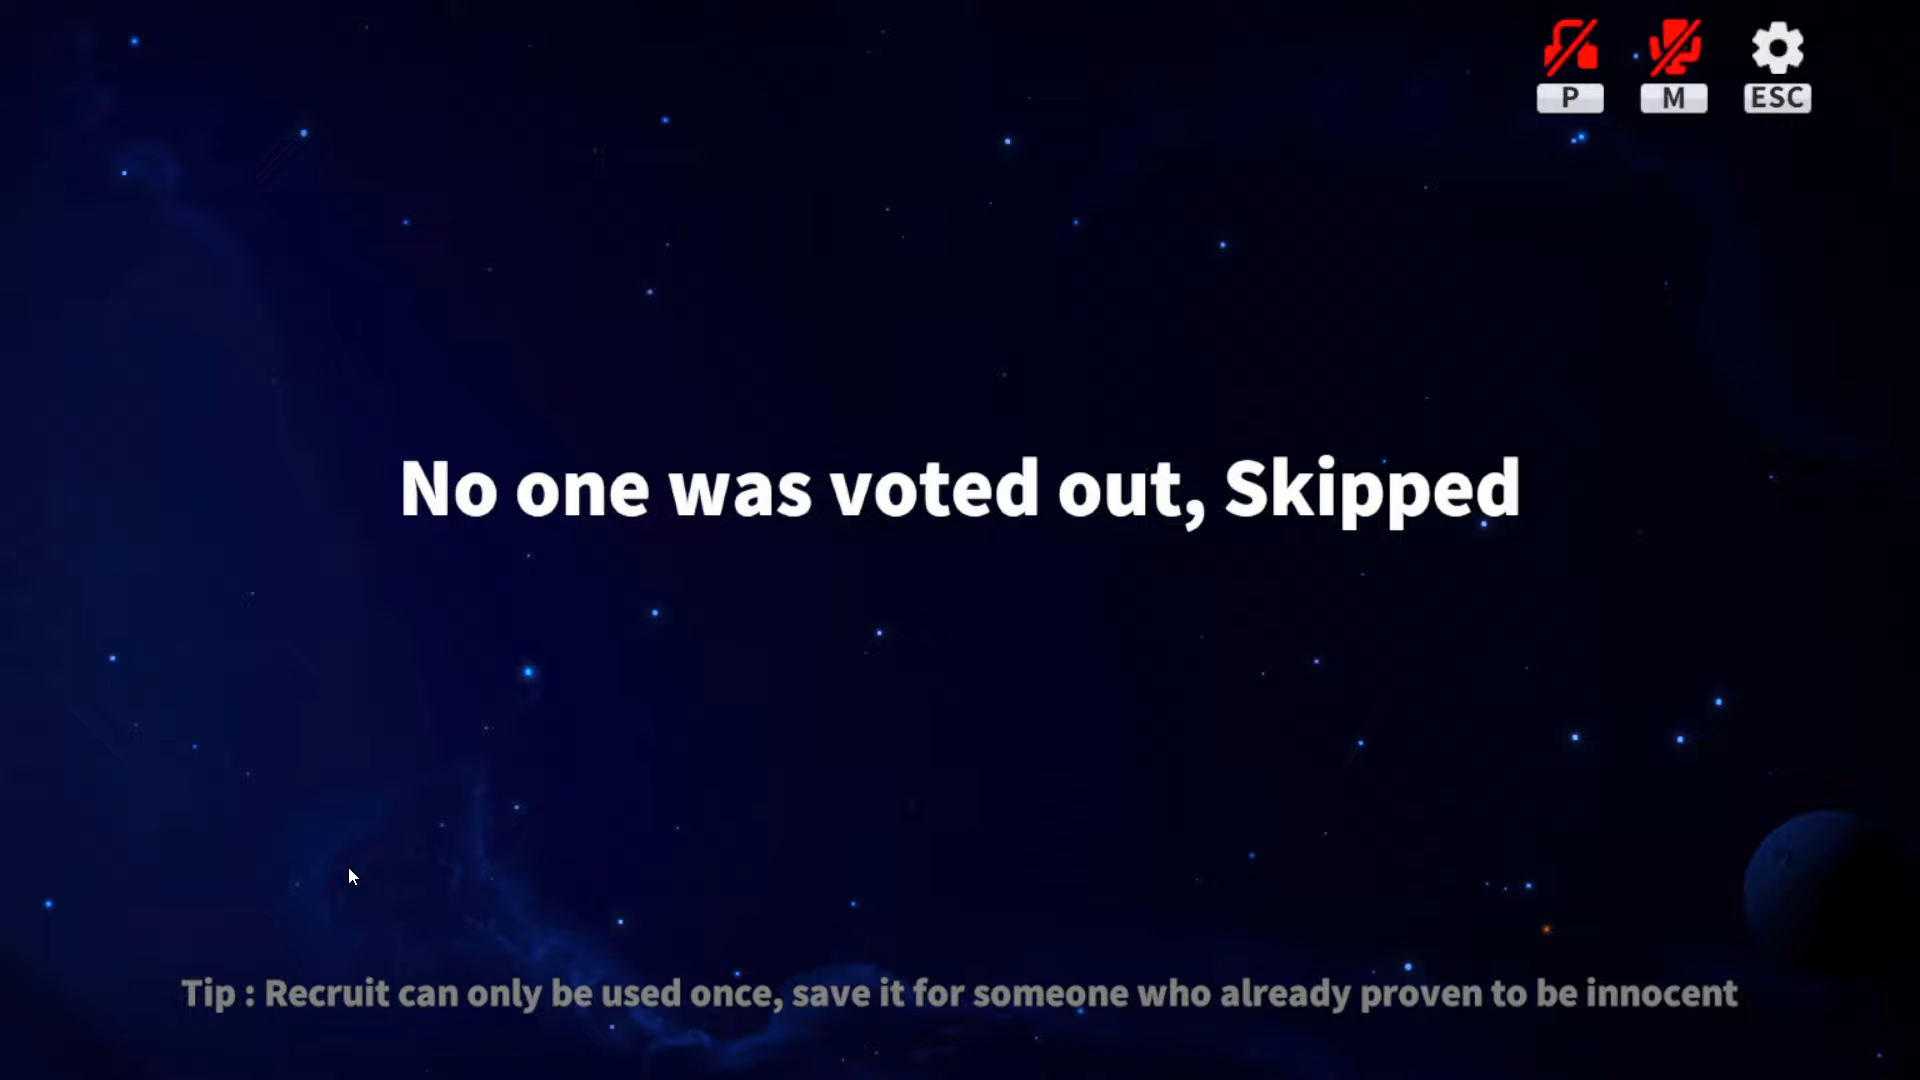 P M ESC
No one was voted out, Skipped
Tip : Recruit can only be used once, save it for someone who already proven to be innocent